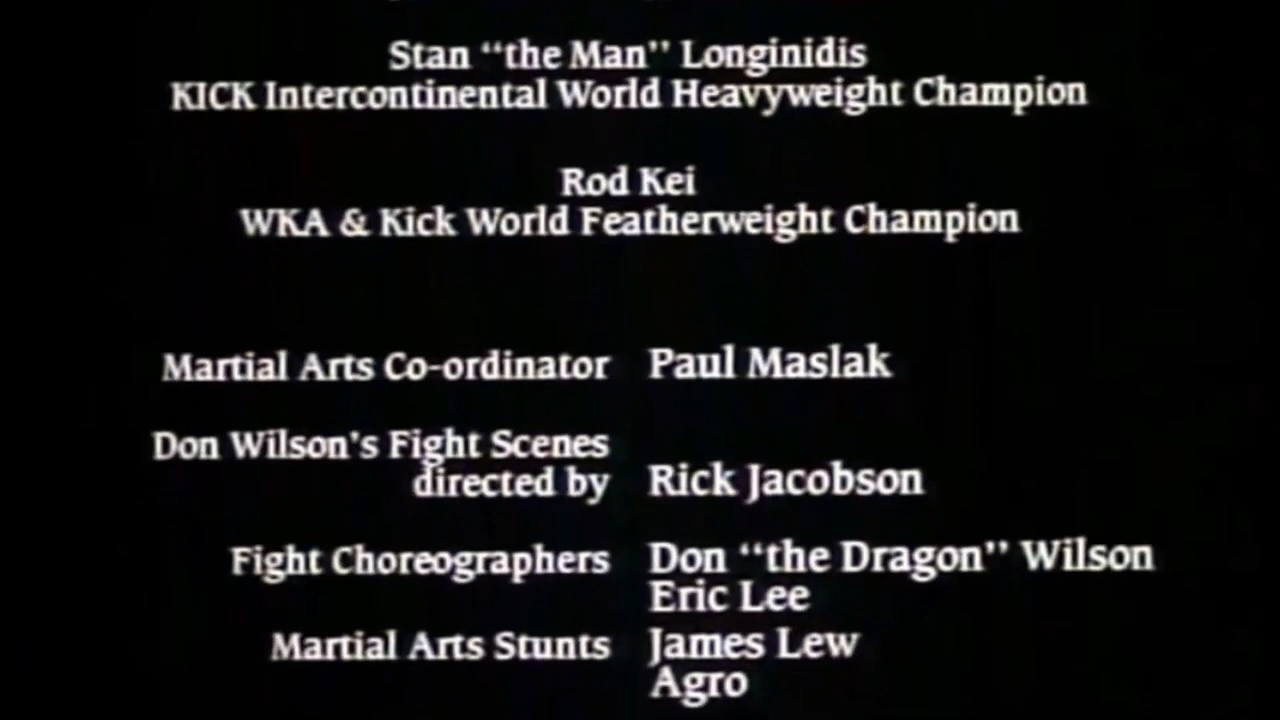 Stan “the Man” Longinidis
KICK Intercontinental World Heavyweight Champion
Rod Kei
WKA & Kick World Featherweight Champion
Martial Arts Co-ordinator Paul Maslak
Don Wilson's Fight Scenes
directed by Rick Jacobson
Fight Choreographers Don “the Dragon” Wilson
Eric Lee
Martial Arts Stunts James Lew
Agro